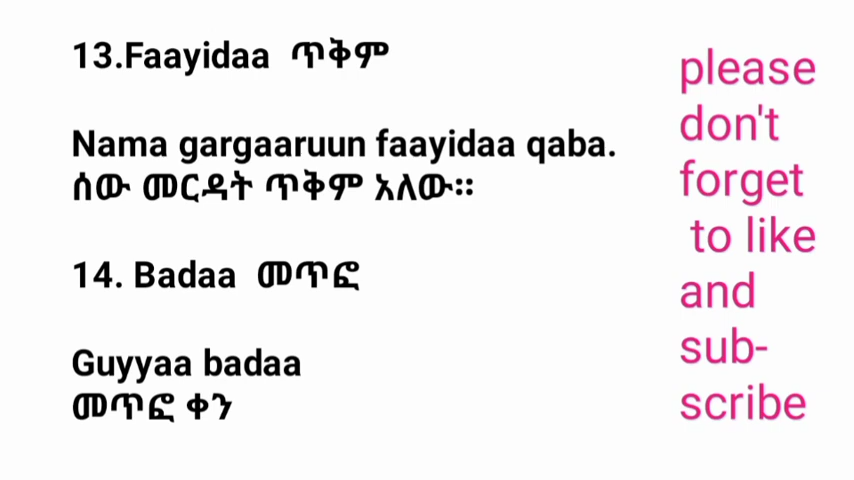 13.Faayidaa ጥቅም
Nama gargaaruun faayidaa qaba.
ሰው መርዳት ጥቅም አለው።
14. Badaa መጥፎ
Guyyaa badaa
መጥፎ ቀን
please
don't
forget
to like
and
sub-
scribe